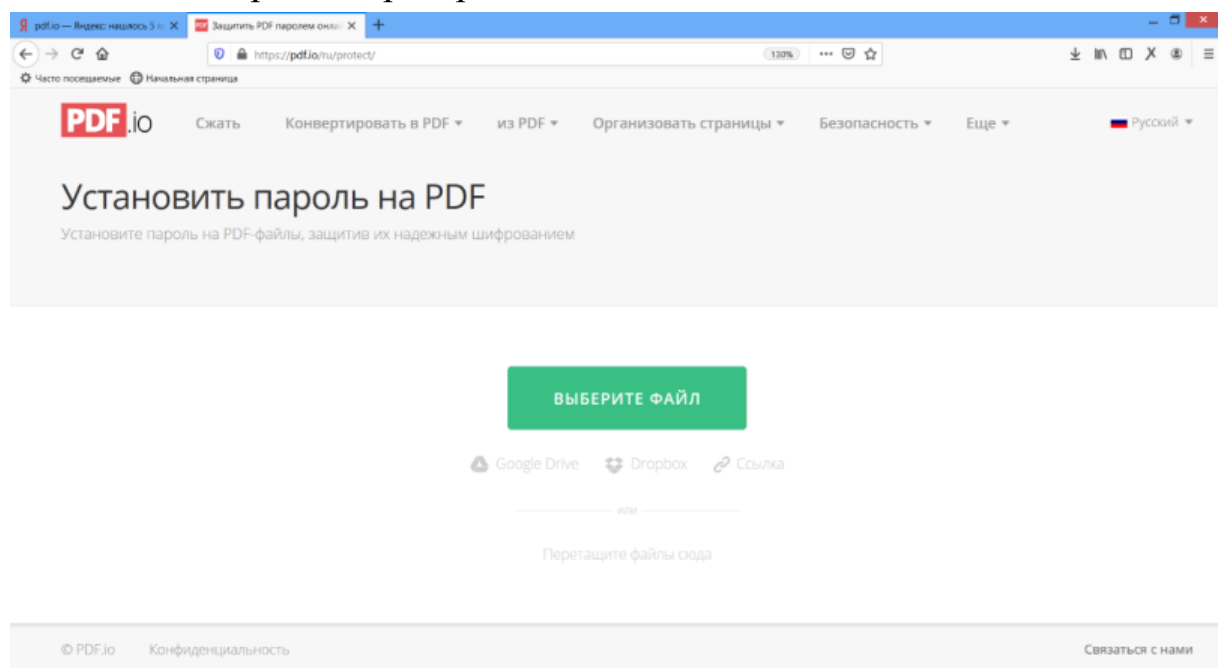 pdf.io — Яндекс: нашлось 5
Защитить PDF паролем онла
https://pdf.io/ru/protect/
130%
Часто посещаемые Начальная страница
PDF.io Сжать Конвертировать в PDF из PDF Организовать страницы Безопасность Еще Русский
Установить пароль на PDF
Установите пароль на PDF-файлы, защитив их надежным шифрованием
ВЫБЕРИТЕ ФАЙЛ
Google Drive Dropbox Ссылка
или
Перетащите файлы сюда
© PDF.io Конфиденциальность Связаться с нами